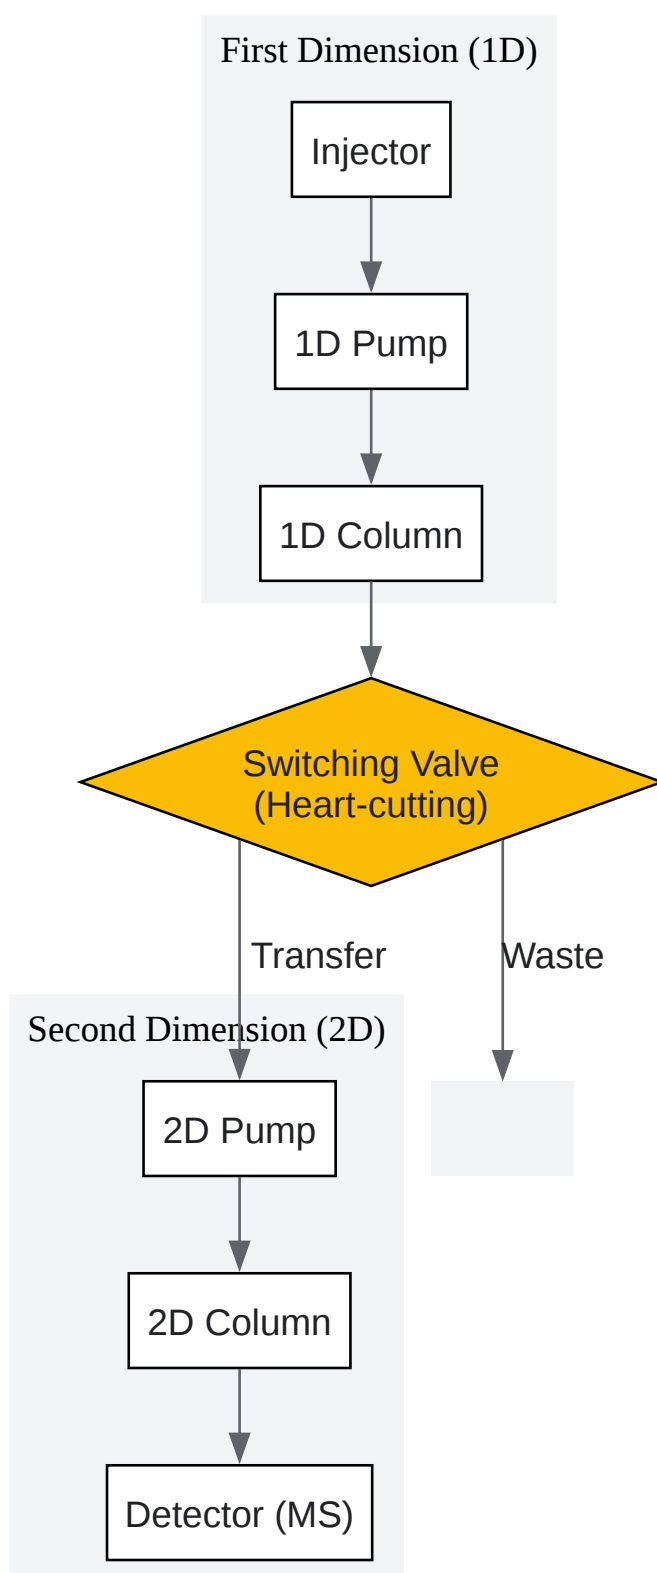 First Dimension (1D)
Injector
1D Pump
1D Column
Switching Valve
(Heart-cutting)
Transfer
Waste
Second Dimension (2D)
2D Pump
2D Column
Detector (MS)